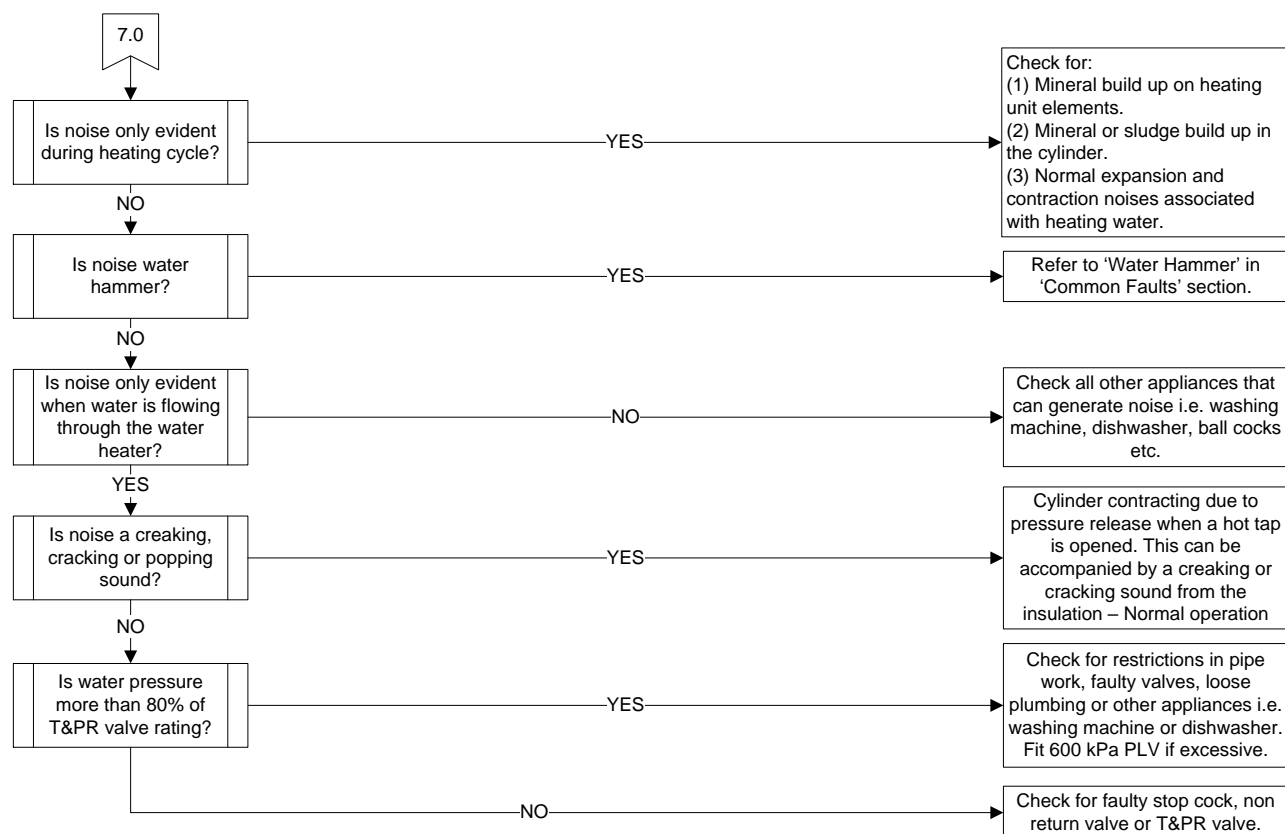 7.0
Is noise only evident
during heating cycle?
YES
Check for:
(1) Mineral build up on heating
unit elements.
(2) Mineral or sludge build up in
the cylinder.
(3) Normal expansion and
contraction noises associated
with heating water.
NO
Is noise water
hammer?
YES
Refer to ‘Water Hammer’ in
‘Common Faults’ section.
NO
Is noise only evident
when water is flowing
through the water
heater?
NO
Check all other appliances that
can generate noise i.e. washing
machine, dishwasher, ball cocks
etc.
YES
Is noise a creaking,
cracking or popping
sound?
YES
Cylinder contracting due to
pressure release when a hot tap
is opened. This can be
accompanied by a creaking or
cracking sound from the
insulation – Normal operation
NO
Is water pressure
more than 80% of
T&PR valve rating?
YES
Check for restrictions in pipe
work, faulty valves, loose
plumbing or other appliances i.e.
washing machine or dishwasher.
Fit 600 kPa PLV if excessive.
NO
Check for faulty stop cock, non
return valve or T&PR valve.